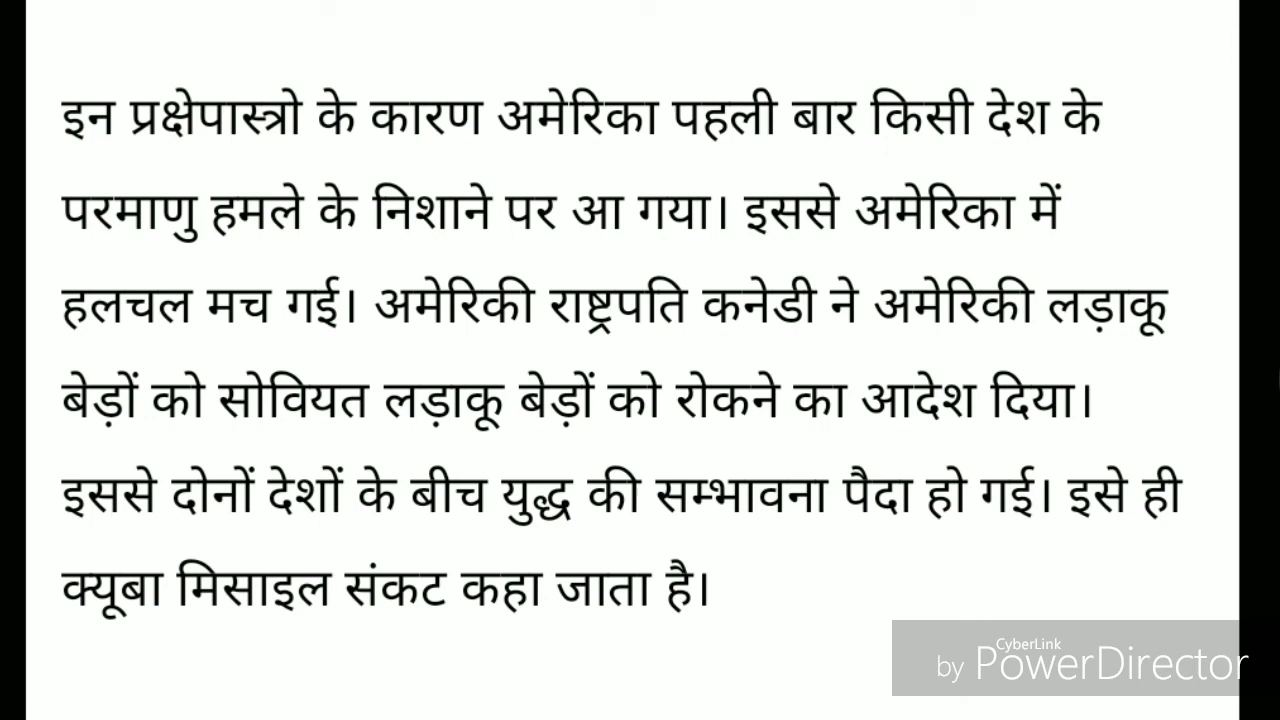 इन प्रक्षेपास्त्रो के कारण अमेरिका पहली बार किसी देश के
परमाणु हमले के निशाने पर आ गया। इससे अमेरिका में
हलचल मच गई। अमेरिकी राष्ट्रपति कनेडी ने अमेरिकी लड़ाकू
बेड़ों को सोवियत लड़ाकू बेड़ों को रोकने का आदेश दिया।
इससे दोनों देशों के बीच युद्ध की सम्भावना पैदा हो गई। इसे ही
क्यूबा मिसाइल संकट कहा जाता है।
CyberLink
by PowerDirector